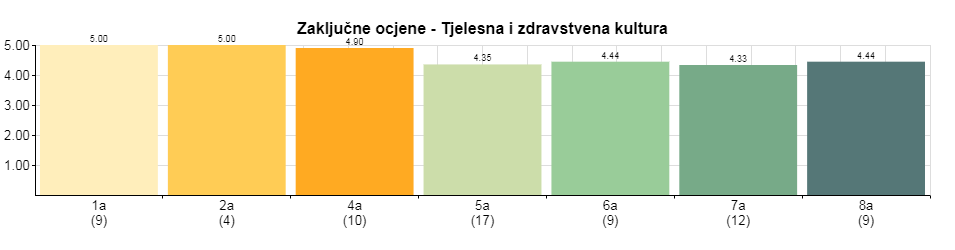 Zaključne ocjene - Tjelesna i zdravstvena kultura
5.00 5.00 4.90 4.35 4.44 4.33 4.44
5.00
4.00
3.00
2.00
1.00
1a 2a 4a 5a 6a 7a 8a
(9) (4) (10) (17) (9) (12) (9)